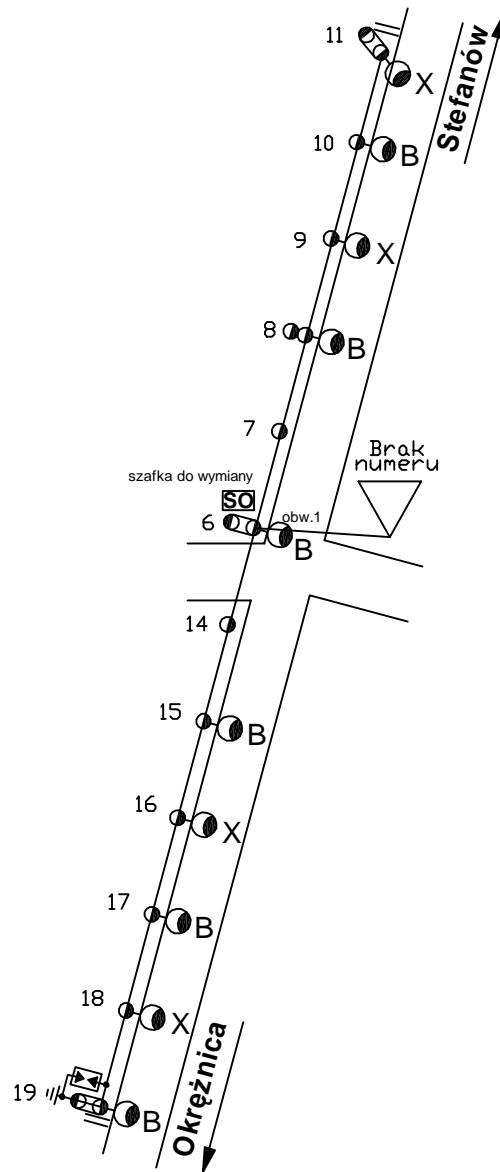 11
X
Stefanów
10
B
9
X
8
B
7
Brak
numeru
szafka do wymiany
SO
6
obw.1
B
14
15
B
16
X
17
B
18
X
Okrężnica
19
B